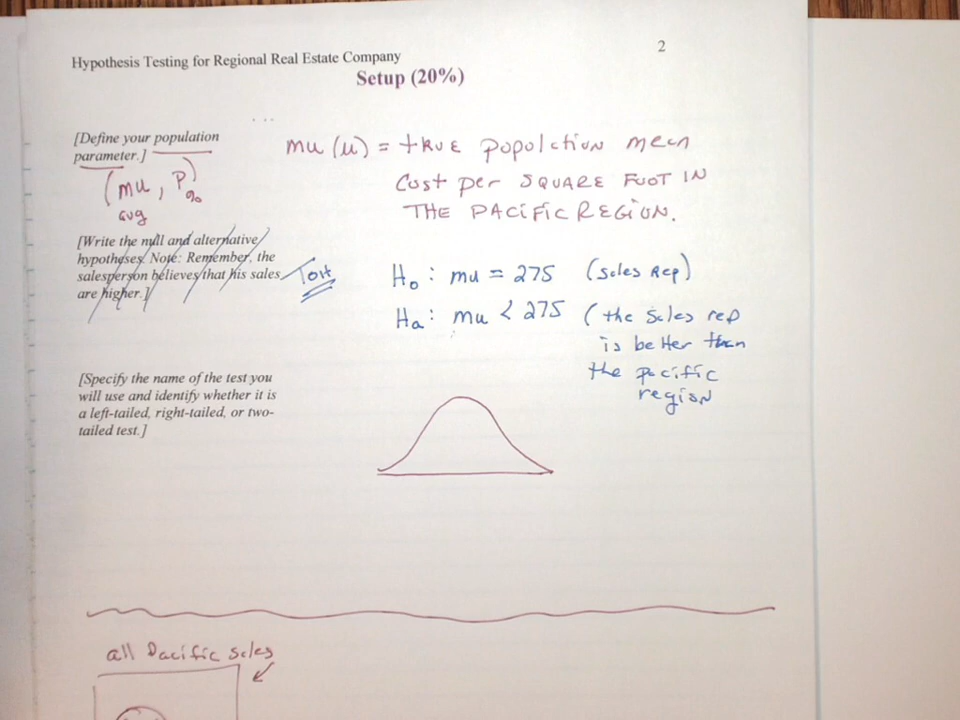 2
Hypothesis Testing for Regional Real Estate Company
Setup (20%)
[Define your population
parameter.]
(mu, P)
avg %
mu (u) = tRUE popolction mean
Cost per SQUARE FOOT IN
THE PACific REGION.
[Write the null and alternative
hypotheses. Note: Remember, the
salesperson believes that his sales
are higher.]
Ho: mu = 275 (sales Rep)
Ha: mu < 275 (the sales rep
is better than
the pacific
region
[Specify the name of the test you
will use and identify whether it is
a left-tailed, right-tailed, or two-
tailed test.]
all Pacific sales